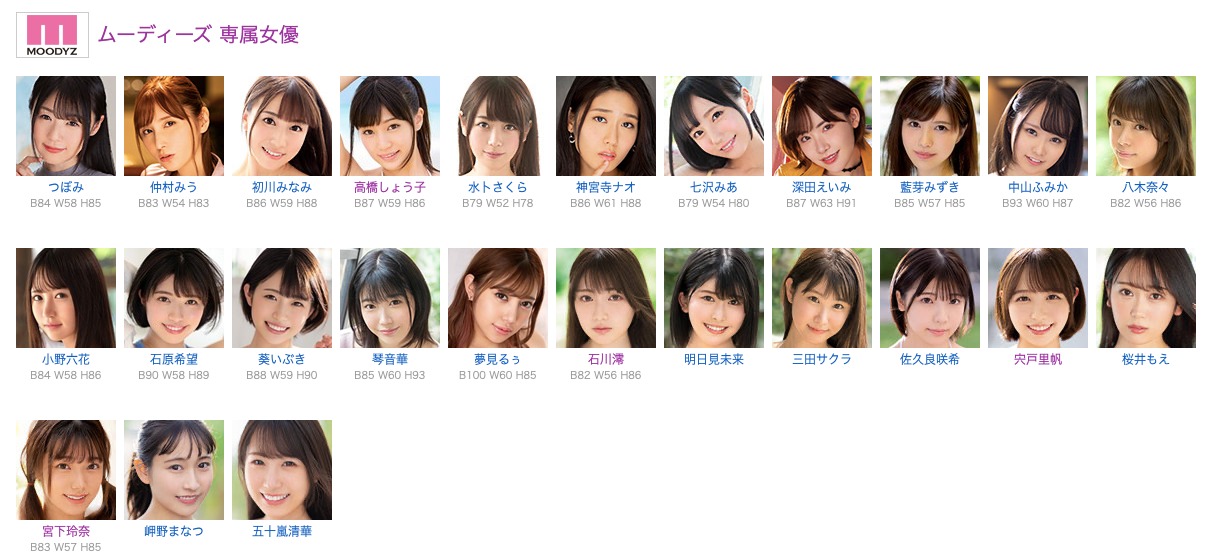 MOODYZ
ムーディーズ 専属女優
つぼみ 仲村みう 初川みなみ 高橋しょう子 水トさくら 神宮寺ナオ 七沢みあ 深田えいみ 藍芽みずき 中山ふみか 八木奈々
B84 W58 H85 B83 W54 H83 B86 W59 H88 B87 W59 H86 B79 W52 H78 B86 W61 H88 B79 W54 H80 B87 W63 H91 B85 W57 H85 B93 W60 H87 B82 W56 H86
小野六花 石原希望 葵いぶき 琴音華 夢見るぅ 石川澪 明日見未来 三田サクラ 佐久良咲希 宍戸里帆 桜井もえ
B84 W58 H86 B90 W58 H89 B88 W59 H90 B85 W60 H93 B100 W60 H85 B82 W56 H86
宮下玲奈 岬野まなつ 五十嵐清華
B83 W57 H85